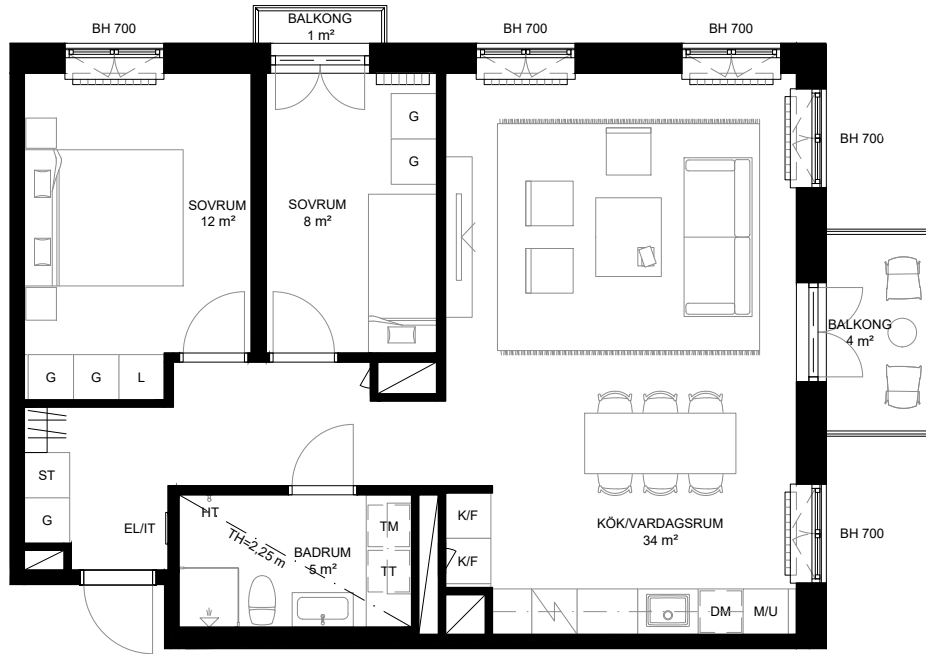 BH 700
BALKONG
1 m²
BH 700
BH 700
G
G
BH 700
SOVRUM
12 m²
SOVRUM
8 m²
BALKONG
4 m²
G
G
L
ST
G
EL/IT
HT
TH=2,25 m
BADRUM
5 m²
TM
TT
K/F
K/F
KÖK/VARDAGSRUM
34 m²
BH 700
DM
M/U